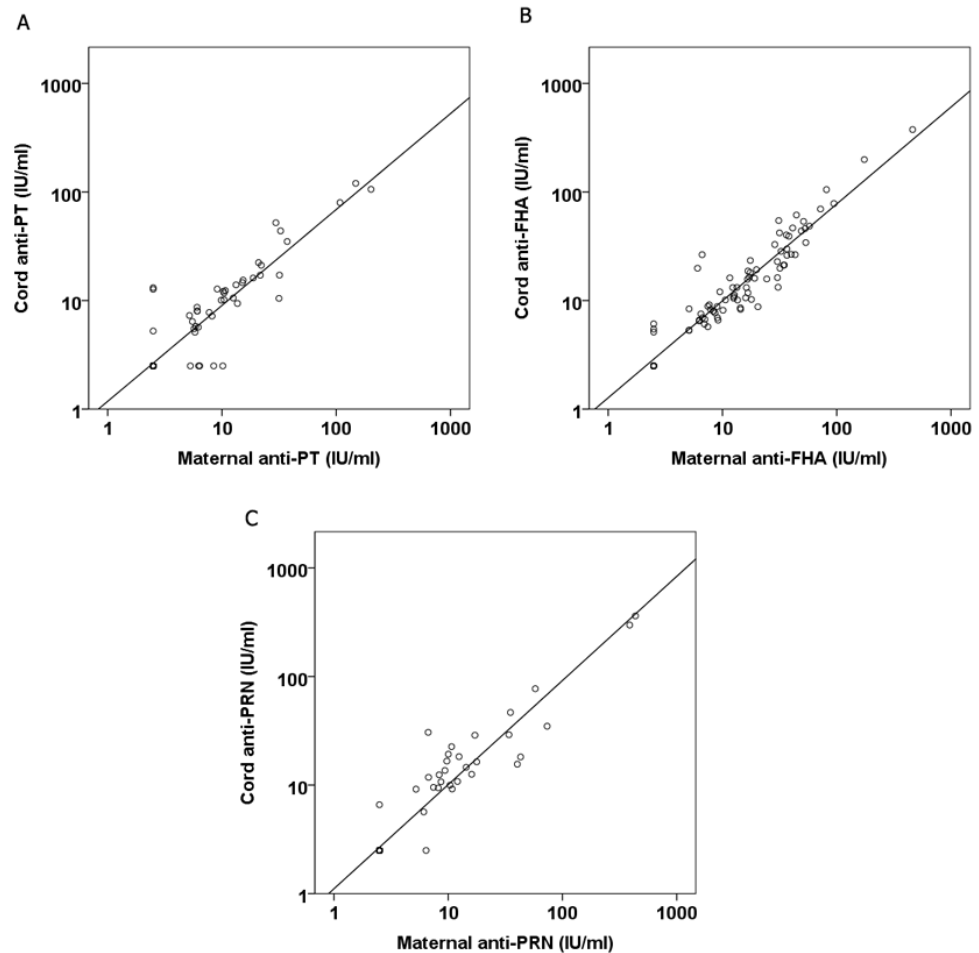 A
1000
100
10
1
Cord anti-PT (IU/ml)
1 10 100 1000
Maternal anti-PT (IU/ml)
B
1000
100
10
1
Cord anti-FHA (IU/ml)
1 10 100 1000
Maternal anti-FHA (IU/ml)
C
1000
100
10
1
Cord anti-PRN (IU/ml)
1 10 100 1000
Maternal anti-PRN (IU/ml)